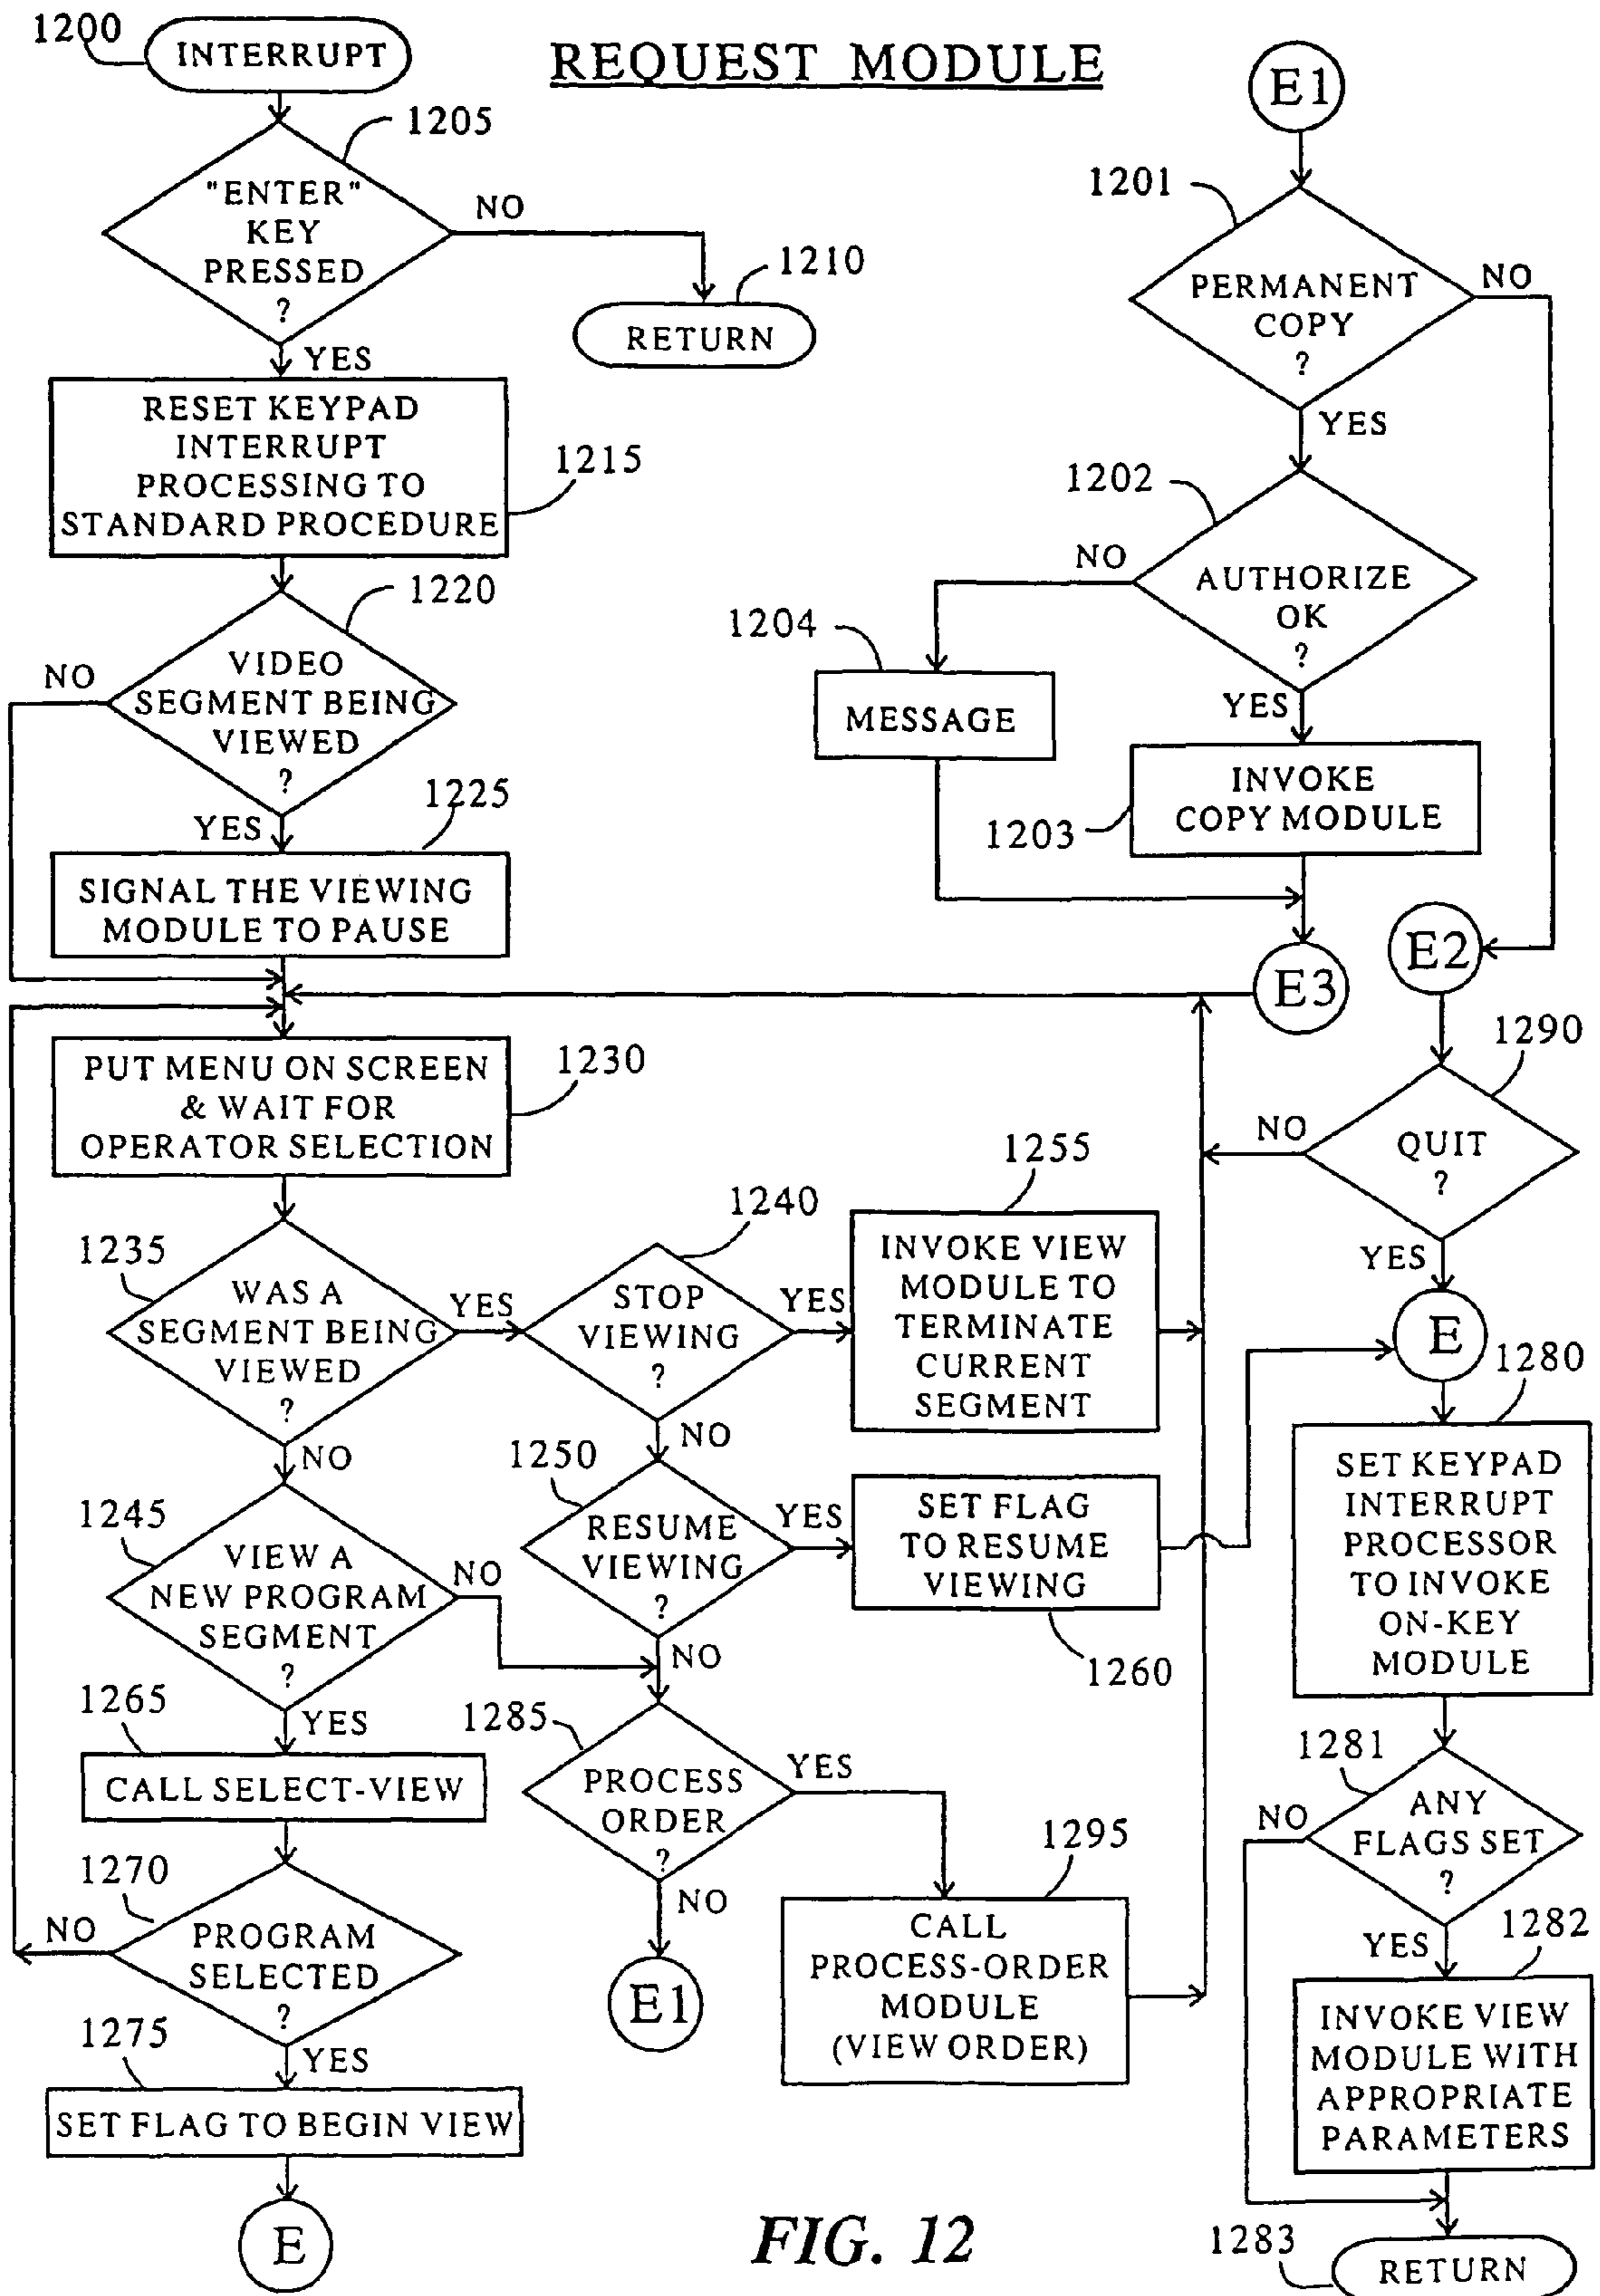 1200
INTERRUPT
REQUEST MODULE
E1
1205
"ENTER"
KEY
PRESSED
?
NO
YES
1210
RETURN
RESET KEYPAD
INTERRUPT
PROCESSING TO
STANDARD PROCEDURE
1215
1220
VIDEO
SEGMENT BEING
VIEWED
?
NO
YES
1225
SIGNAL THE VIEWING
MODULE TO PAUSE
1201
PERMANENT
COPY
?
NO
YES
1202
AUTHORIZE
OK
?
NO
YES
1204
MESSAGE
INVOKE
COPY MODULE
1203
E3
E2
PUT MENU ON SCREEN
& WAIT FOR
OPERATOR SELECTION
1230
1290
QUIT
?
NO
YES
E
1235
WAS A
SEGMENT BEING
VIEWED
?
YES
NO
1240
STOP
VIEWING
?
YES
NO
1255
INVOKE VIEW
MODULE TO
TERMINATE
CURRENT
SEGMENT
1250
RESUME
VIEWING
?
YES
NO
SET FLAG
TO RESUME
VIEWING
1260
1245
VIEW A
NEW PROGRAM
SEGMENT
?
NO
YES
1265
CALL SELECT-VIEW
1270
PROGRAM
SELECTED
?
NO
YES
1275
SET FLAG TO BEGIN VIEW
E
1285
PROCESS
ORDER
?
YES
NO
E1
1295
CALL
PROCESS-ORDER
MODULE
(VIEW ORDER)
1280
SET KEYPAD
INTERRUPT
PROCESSOR
TO INVOKE
ON-KEY
MODULE
1281
ANY
FLAGS SET
?
NO
YES
1282
INVOKE VIEW
MODULE WITH
APPROPRIATE
PARAMETERS
1283
RETURN
FIG. 12